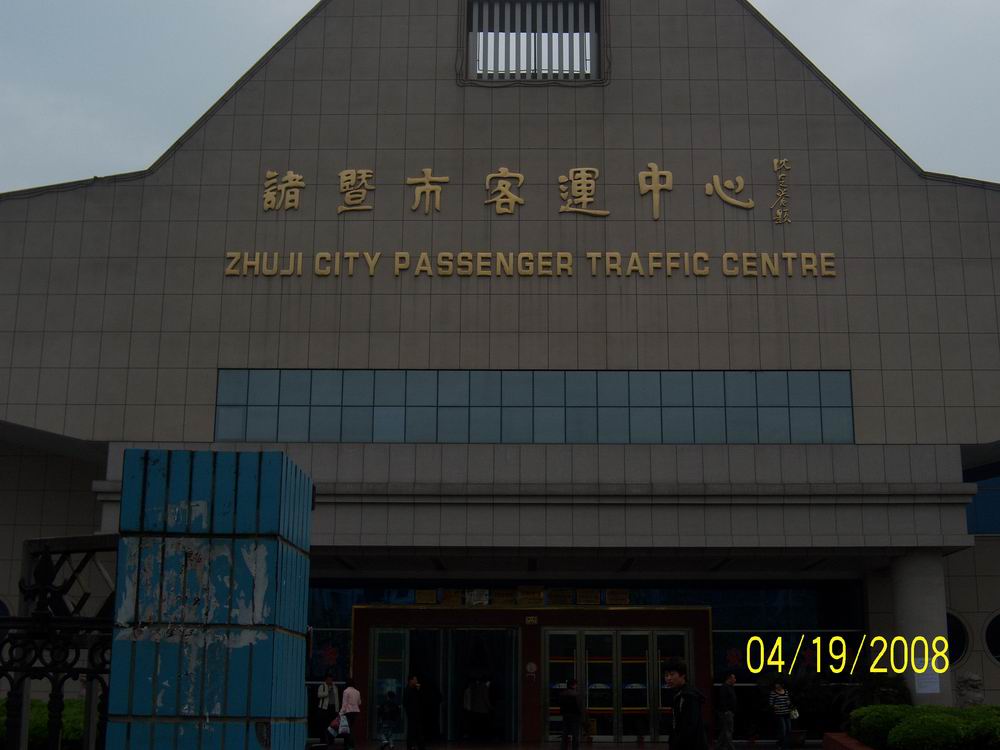 諸暨市客運中心
ZHUJI CITY PASSENGER TRAFFIC CENTRE
04/19/2008